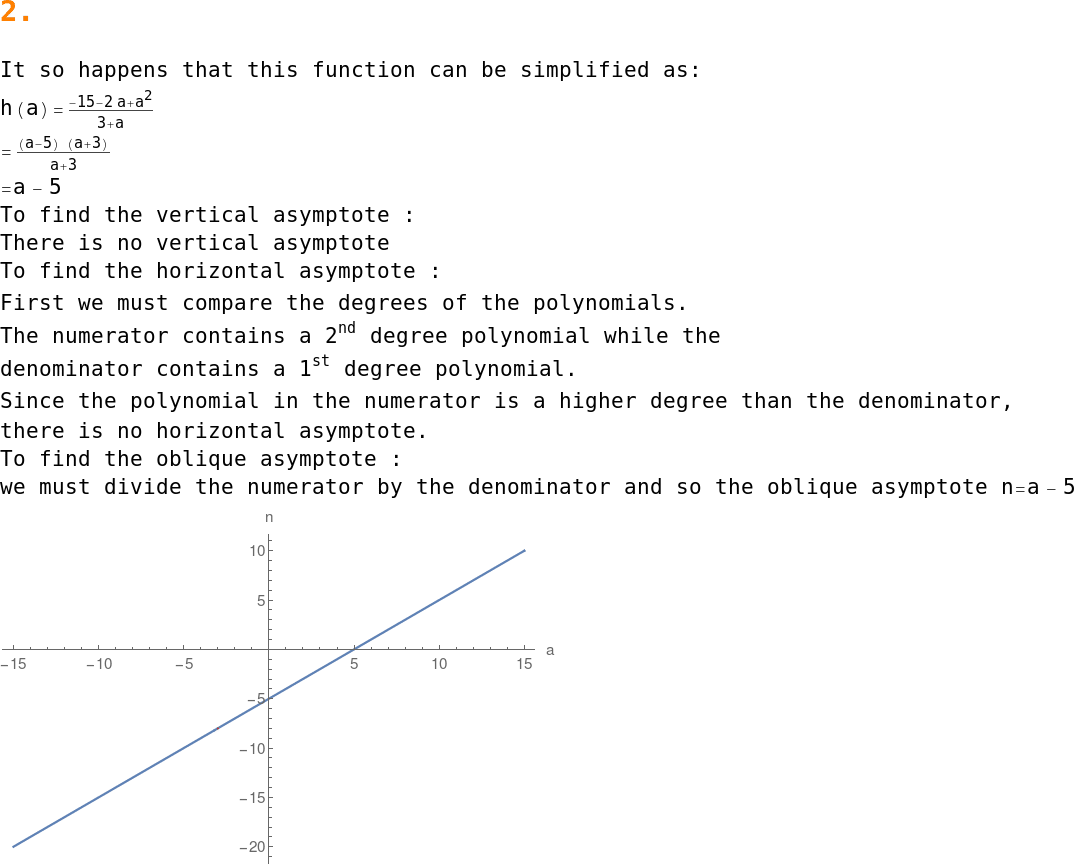 2.
It so happens that this function can be simplified as:
h(a)=(-15-2 a+a^2)/(3+a)
=((a-5) (a+3))/(a+3)
=a - 5
To find the vertical asymptote :
There is no vertical asymptote
To find the horizontal asymptote :
First we must compare the degrees of the polynomials.
The numerator contains a 2^nd degree polynomial while the
denominator contains a 1^st degree polynomial.
Since the polynomial in the numerator is a higher degree than the denominator,
there is no horizontal asymptote.
To find the oblique asymptote :
we must divide the numerator by the denominator and so the oblique asymptote n=a - 5
n
10
5
-15 -10 -5 5 10 15 a
-5
-10
-15
-20